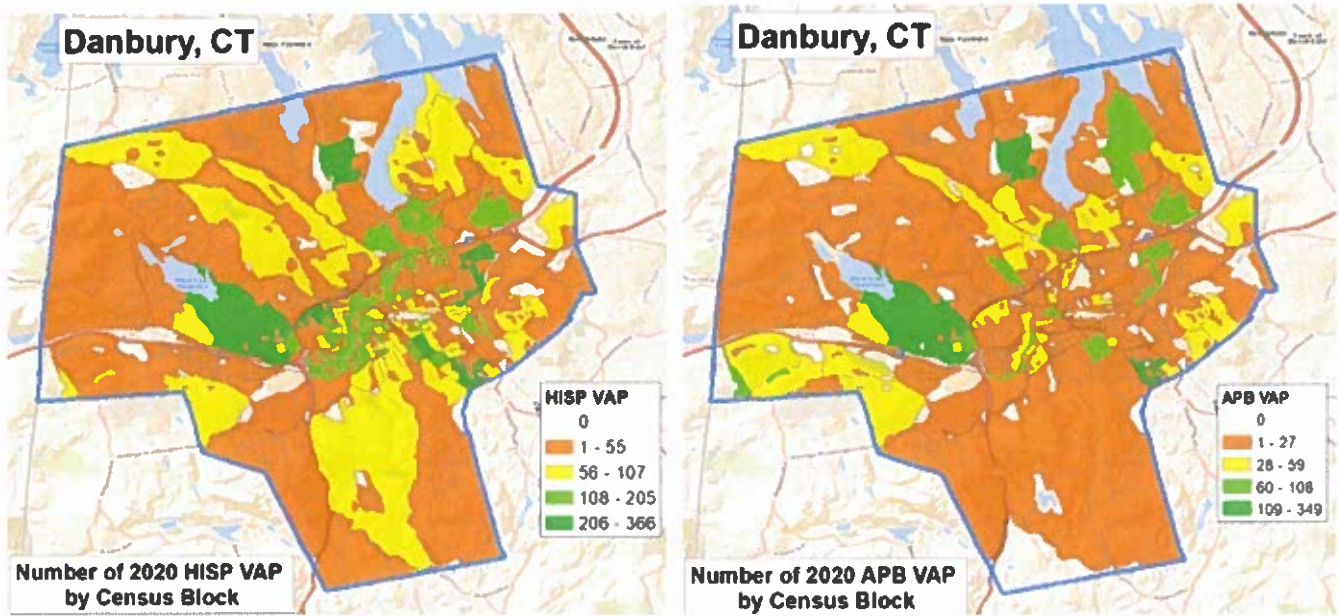 Danbury, CT
HISP VAP
0
1 - 55
56 - 107
108 - 205
206 - 366
Number of 2020 HISP VAP
by Census Block
Danbury, CT
APB VAP
0
1 - 27
28 - 59
60 - 108
109 - 349
Number of 2020 APB VAP
by Census Block